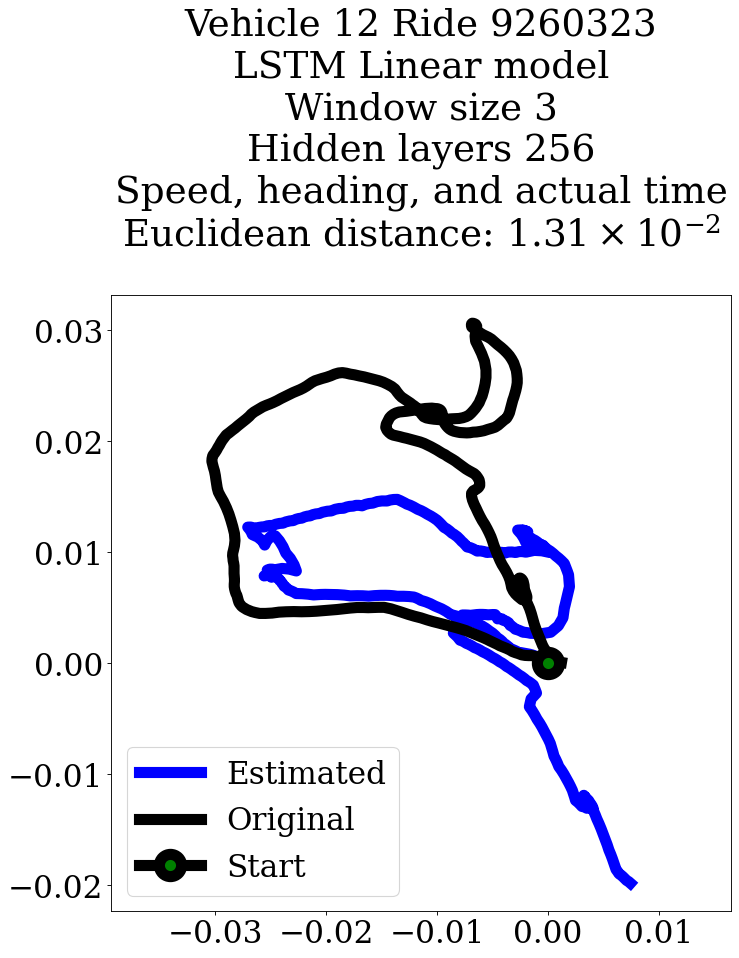 Vehicle 12 Ride 9260323
LSTM Linear model
Window size 3
Hidden layers 256
Speed, heading, and actual time
Euclidean distance: 1.31 × 10⁻²
0.03
0.02
0.01
0.00
−0.01
−0.02
Estimated
Original
Start
−0.03 −0.02 −0.01 0.00 0.01